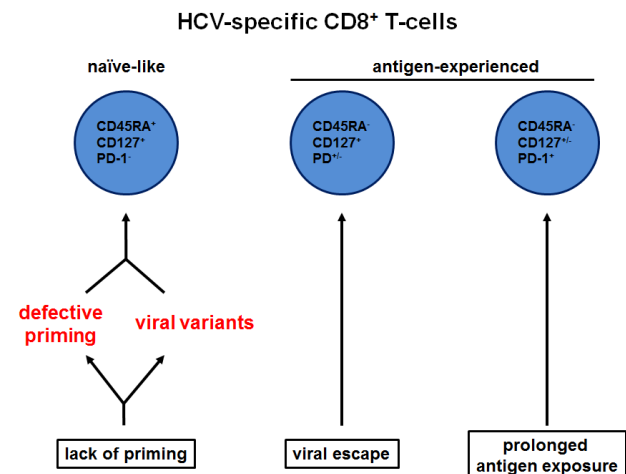 HCV-specific CD8⁺ T-cells
naïve-like
antigen-experienced
CD45RA⁺
CD127⁺
PD-1⁻
CD45RA⁻
CD127⁺
PD⁺/⁻
CD45RA⁻
CD127⁺/⁻
PD-1⁺
defective
priming
viral variants
lack of priming
viral escape
prolonged
antigen exposure